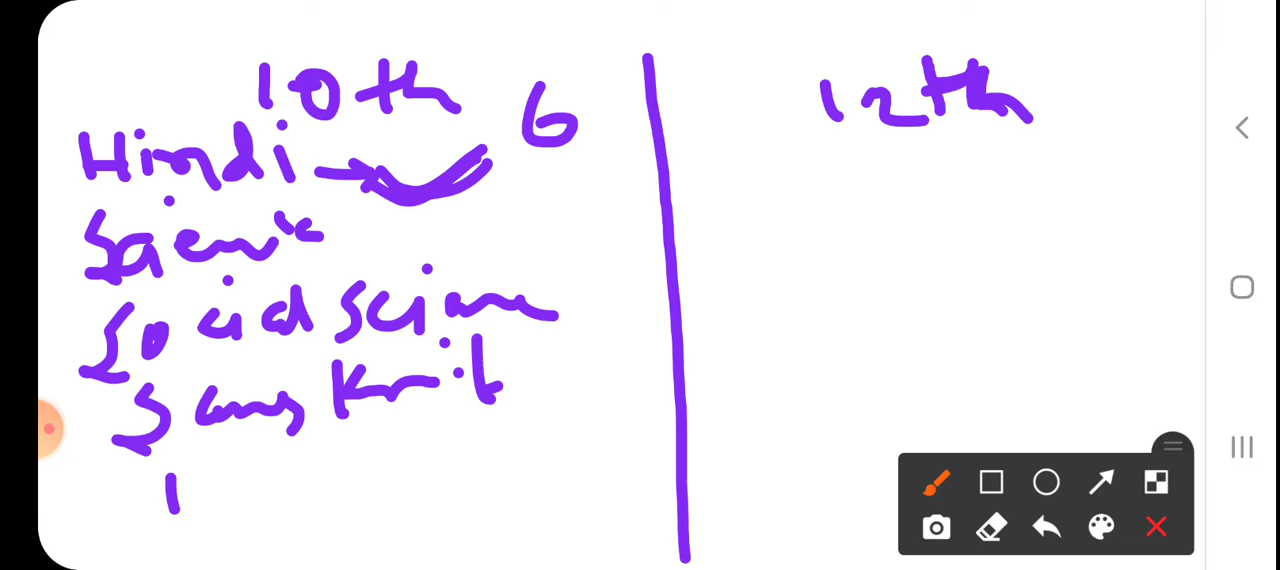 10th
6
Hindi →
Science
Social Science
Sanskrit
12th